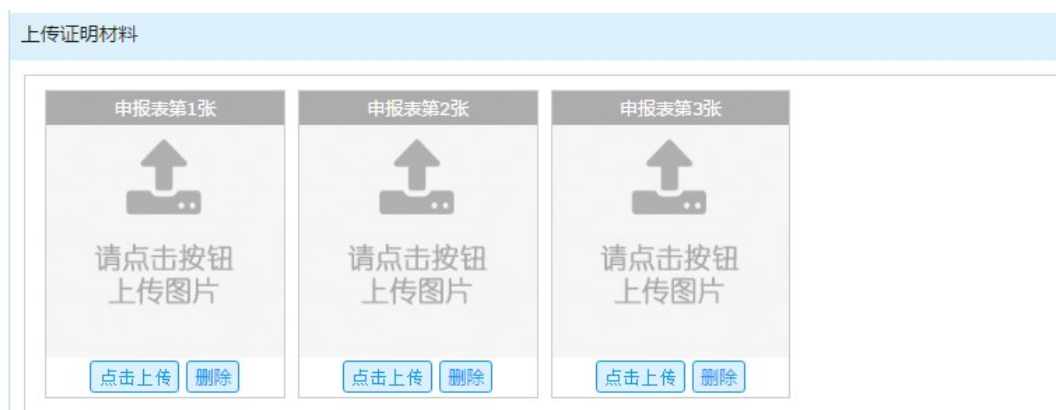 上传证明材料
申报表第1张
申报表第2张
申报表第3张
请点击按钮
上传图片
请点击按钮
上传图片
请点击按钮
上传图片
点击上传 删除
点击上传 删除
点击上传 删除